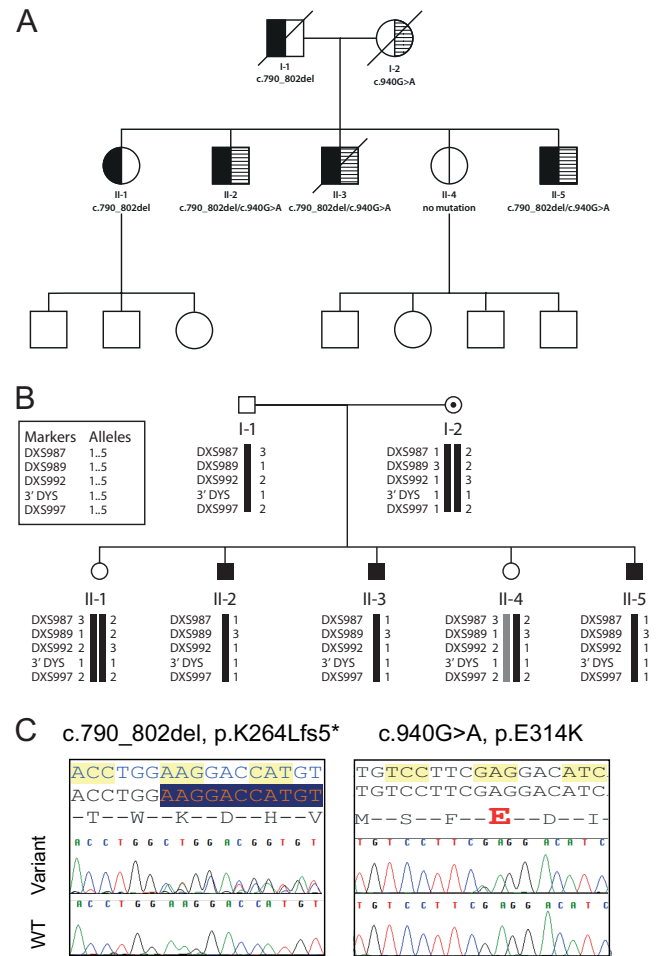 A
I-1
c.790_802del
I-2
c.940G>A
II-1
c.790_802del
II-2
c.790_802del/c.940G>A
II-3
c.790_802del/c.940G>A
II-4
no mutation
II-5
c.790_802del/c.940G>A
B
Markers Alleles
DXS987 1..5
DXS989 1..5
DXS992 1..5
3' DYS 1..5
DXS997 1..5
I-1
DXS987 3
DXS989 1
DXS992 2
3' DYS 1
DXS997 2
I-2
DXS987 1 2
DXS989 3 2
DXS992 1 3
3' DYS 1 1
DXS997 1 2
II-1
DXS987 3 2
DXS989 1 2
DXS992 2 3
3' DYS 1 1
DXS997 2 2
II-2
DXS987 1
DXS989 3
DXS992 1
3' DYS 1
DXS997 1
II-3
DXS987 1
DXS989 3
DXS992 1
3' DYS 1
DXS997 1
II-4
DXS987 3 2
DXS989 1 2
DXS992 2 3
3' DYS 1 1
DXS997 2 2
II-5
DXS987 1
DXS989 3
DXS992 1
3' DYS 1
DXS997 1
C
c.790_802del, p.K264Lfs5*
ACCTGGAAGGACCATGT
ACCTGGAAGGACCATGT
-T--W--K--D--H--V
Variant
A C C T G G C T G G A C G G T G T
WT
A C C T G G A A G G A C C A T G T
c.940G>A, p.E314K
TGTCCTTCGAGGACATC
TGTCCTTCGAGGACATC
M--S--F--E--D--I-
T G T C C T T C G A G G A C A T C
T G T C C T T C G A G G A C A T C